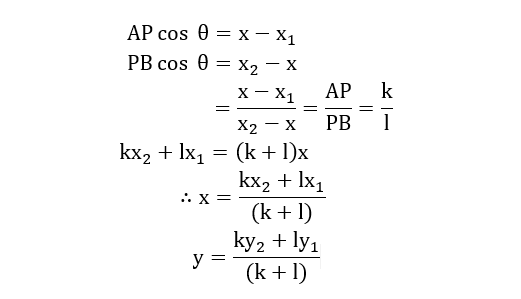 AP cos θ = x − x₁
PB cos θ = x₂ − x
= (x − x₁)/(x₂ − x) = AP/PB = k/l
kx₂ + lx₁ = (k + l)x
∴ x = (kx₂ + lx₁)/(k + l)
y = (ky₂ + ly₁)/(k + l)